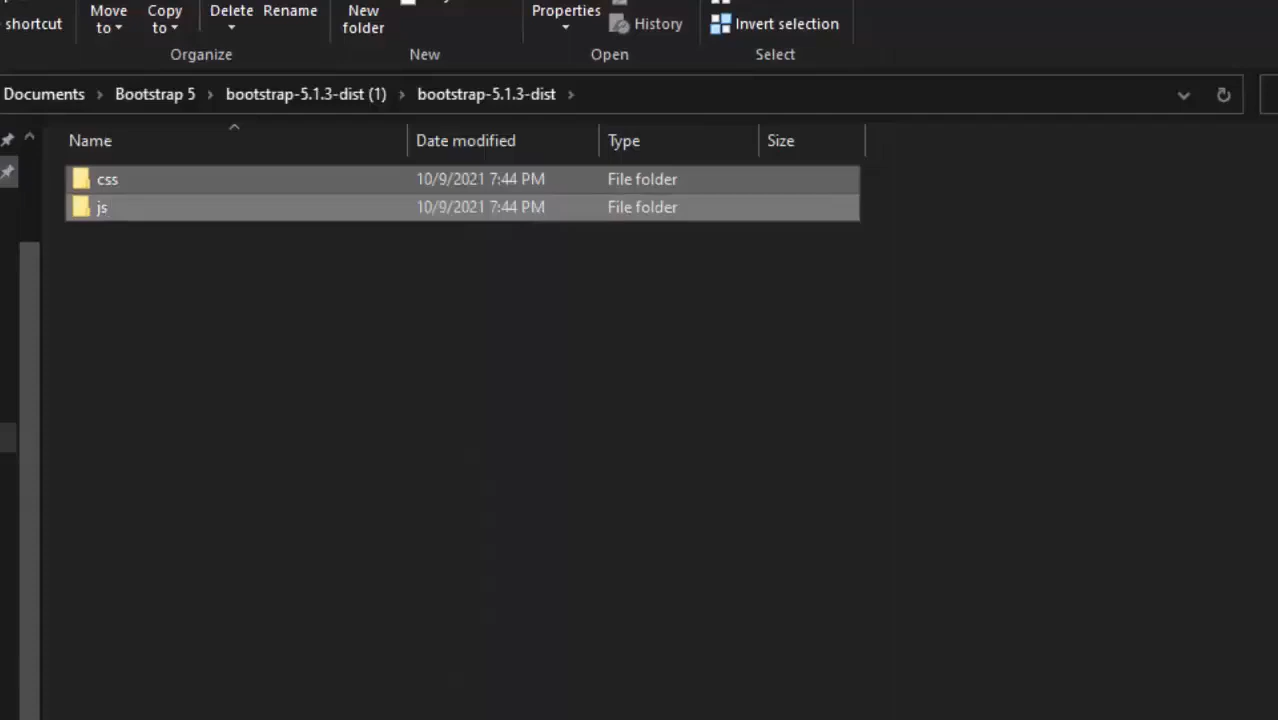 shortcut
Move to
Copy to
Delete
Rename
New folder
Properties
History
Invert selection
Organize
New
Open
Select
Documents > Bootstrap 5 > bootstrap-5.1.3-dist (1) > bootstrap-5.1.3-dist >
Name Date modified Type Size
css 10/9/2021 7:44 PM File folder
js 10/9/2021 7:44 PM File folder